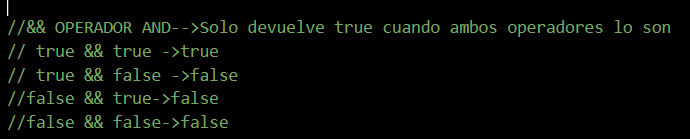 //&& OPERADOR AND-->Solo devuelve true cuando ambos operadores lo son
// true && true ->true
// true && false ->false
//false && true->false
//false && false->false